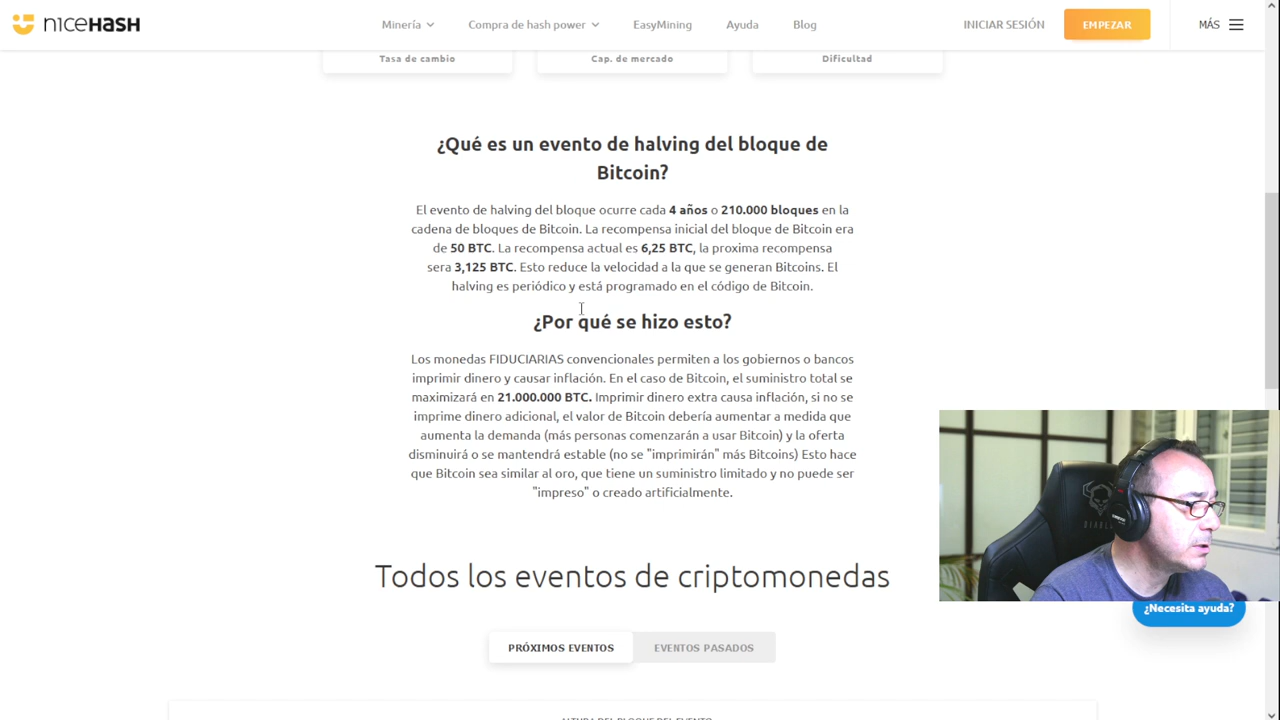 niceHASH
Minería
Compra de hash power
EasyMining
Ayuda
Blog
INICIAR SESIÓN
EMPEZAR
MÁS
Tasa de cambio
Cap. de mercado
Dificultad
¿Qué es un evento de halving del bloque de
Bitcoin?
El evento de halving del bloque ocurre cada 4 años o 210.000 bloques en la
cadena de bloques de Bitcoin. La recompensa inicial del bloque de Bitcoin era
de 50 BTC. La recompensa actual es 6,25 BTC, la proxima recompensa
sera 3,125 BTC. Esto reduce la velocidad a la que se generan Bitcoins. El
halving es periódico y está programado en el código de Bitcoin.
¿Por qué se hizo esto?
Los monedas FIDUCIARIAS convencionales permiten a los gobiernos o bancos
imprimir dinero y causar inflación. En el caso de Bitcoin, el suministro total se
maximizará en 21.000.000 BTC. Imprimir dinero extra causa inflación, si no se
imprime dinero adicional, el valor de Bitcoin debería aumentar a medida que
aumenta la demanda (más personas comenzarán a usar Bitcoin) y la oferta
disminuirá o se mantendrá estable (no se "imprimirán" más Bitcoins) Esto hace
que Bitcoin sea similar al oro, que tiene un suministro limitado y no puede ser
"impreso" o creado artificialmente.
Todos los eventos de criptomonedas
¿Necesita ayuda?
PRÓXIMOS EVENTOS
EVENTOS PASADOS
ALTURA DEL BLOQUE DEL EVENTO